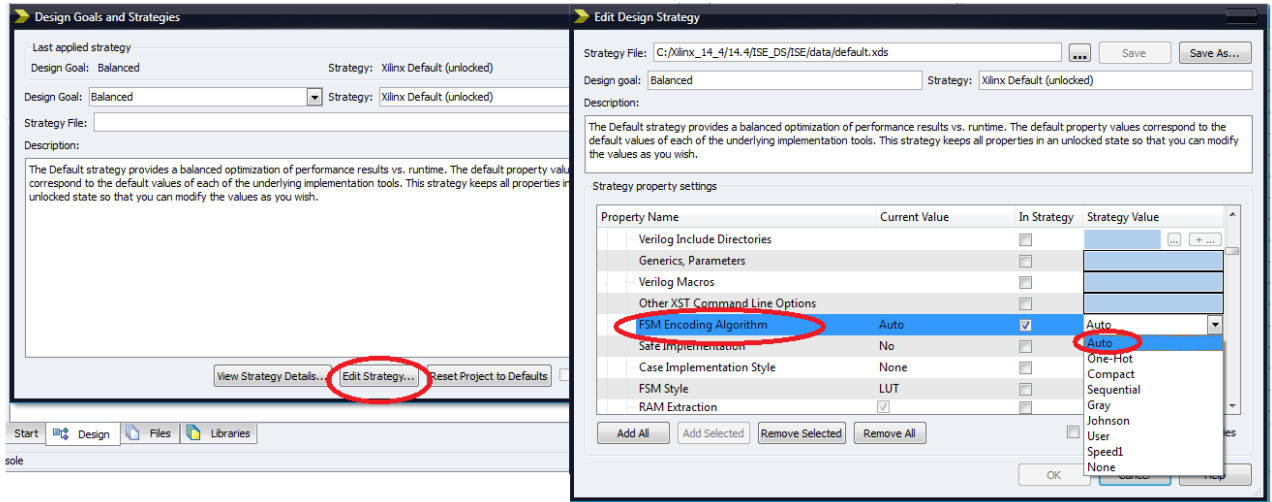 Design Goals and Strategies
Last applied strategy
Design Goal: Balanced Strategy: Xilinx Default (unlocked)
Design Goal: Balanced Strategy: Xilinx Default (unlocked)
Strategy File:
Description:
The Default strategy provides a balanced optimization of performance results vs. runtime. The default property valu
correspond to the default values of each of the underlying implementation tools. This strategy keeps all properties in
unlocked state so that you can modify the values as you wish.
View Strategy Details... Edit Strategy... Reset Project to Defaults
Start Design Files Libraries
sole
Edit Design Strategy
Strategy File: C:/Xilinx_14_4/14.4/ISE_DS/ISE/data/default.xds ... Save Save As...
Design goal: Balanced Strategy: Xilinx Default (unlocked)
Description:
The Default strategy provides a balanced optimization of performance results vs. runtime. The default property values correspond to the
default values of each of the underlying implementation tools. This strategy keeps all properties in an unlocked state so that you can modify
the values as you wish.
Strategy property settings
Property Name Current Value In Strategy Strategy Value
Verilog Include Directories ... + ...
Generics, Parameters
Verilog Macros
Other XST Command Line Options
FSM Encoding Algorithm Auto Auto
Safe Implementation No
Case Implementation Style None
FSM Style LUT
RAM Extraction
Auto
One-Hot
Compact
Sequential
Gray
Johnson
User
Speed1
None
Add All Add Selected Remove Selected Remove All ies
OK Cancel Help